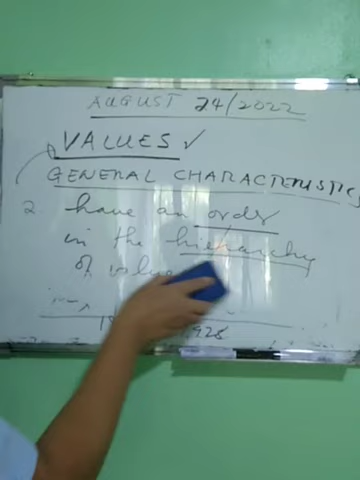 AUGUST 24/2022
VALUES ✓
GENERAL CHARACTERISTICS
2 have an order
in the hierarchy
of value